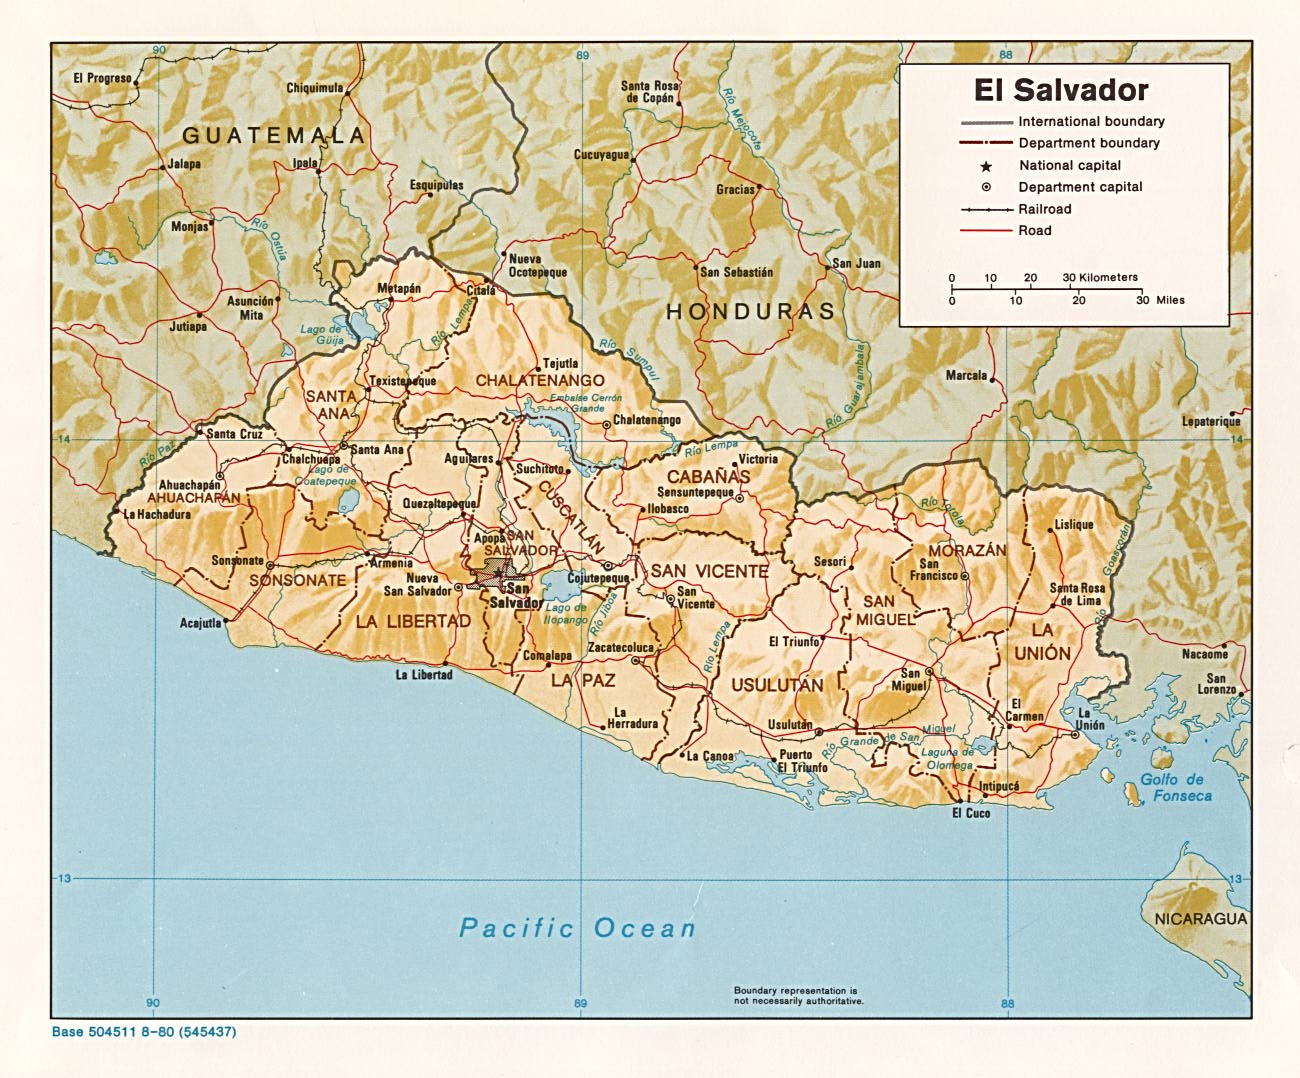 90
89
88
El Progreso
Chiquimula
GUATEMALA
Jalapa
Ipala
Esquipulas
Monjas
Río Ostúa
Asunción
Mita
Jutiapa
Santa Rosa
de Copán
Río Mejocote
Cucuyagua
Gracias
Nueva
Ocotepeque
San Sebastián
San Juan
HONDURAS
El Salvador
International boundary
Department boundary
National capital
Department capital
Railroad
Road
0 10 20 30 Kilometers
0 10 20 30 Miles
Metapán
Citalá
Lago de
Güija
Río Lempa
Río Sumpul
Río Guarajambala
Tejutla
Marcala
Texistepeque
CHALATENANGO
SANTA
ANA
Embalse Cerrón
Grande
Chalatenango
Lepaterique
14
14
Santa Cruz
Río Paz
Santa Ana
Chalchuapa
Lago de
Coatepeque
Aguilares
Suchitoto
Río Lempa
Victoria
CABAÑAS
Sensuntepeque
Ilobasco
Ahuachapán
AHUACHAPÁN
La Hachadura
Quezaltepeque
CUSCATLÁN
Río Torola
Lislique
Río Goascorán
Apopa
SAN
SALVADOR
MORAZÁN
San
Francisco
Sonsonate
SONSONATE
Armenia
Nueva
San Salvador
San
Salvador
Cojutepeque
SAN VICENTE
San
Vicente
Sesori
SAN
MIGUEL
Santa Rosa
de Lima
Lago de
Ilopango
Río Jiboa
Río Lempa
Acajutla
LA LIBERTAD
El Triunfo
LA
UNIÓN
Nacaome
La Libertad
Comalapa
Zacatecoluca
LA PAZ
USULUTÁN
San
Miguel
San
Lorenzo
La
Herradura
Usulután
El
Carmen
La
Unión
Río Grande de San Miguel
Laguna de
Olomega
La Canoa
Puerto
El Triunfo
Intipucá
El Cuco
Golfo de
Fonseca
13
13
Pacific Ocean
NICARAGUA
Boundary representation is
not necessarily authoritative.
90
89
88
Base 504511 8-80 (545437)